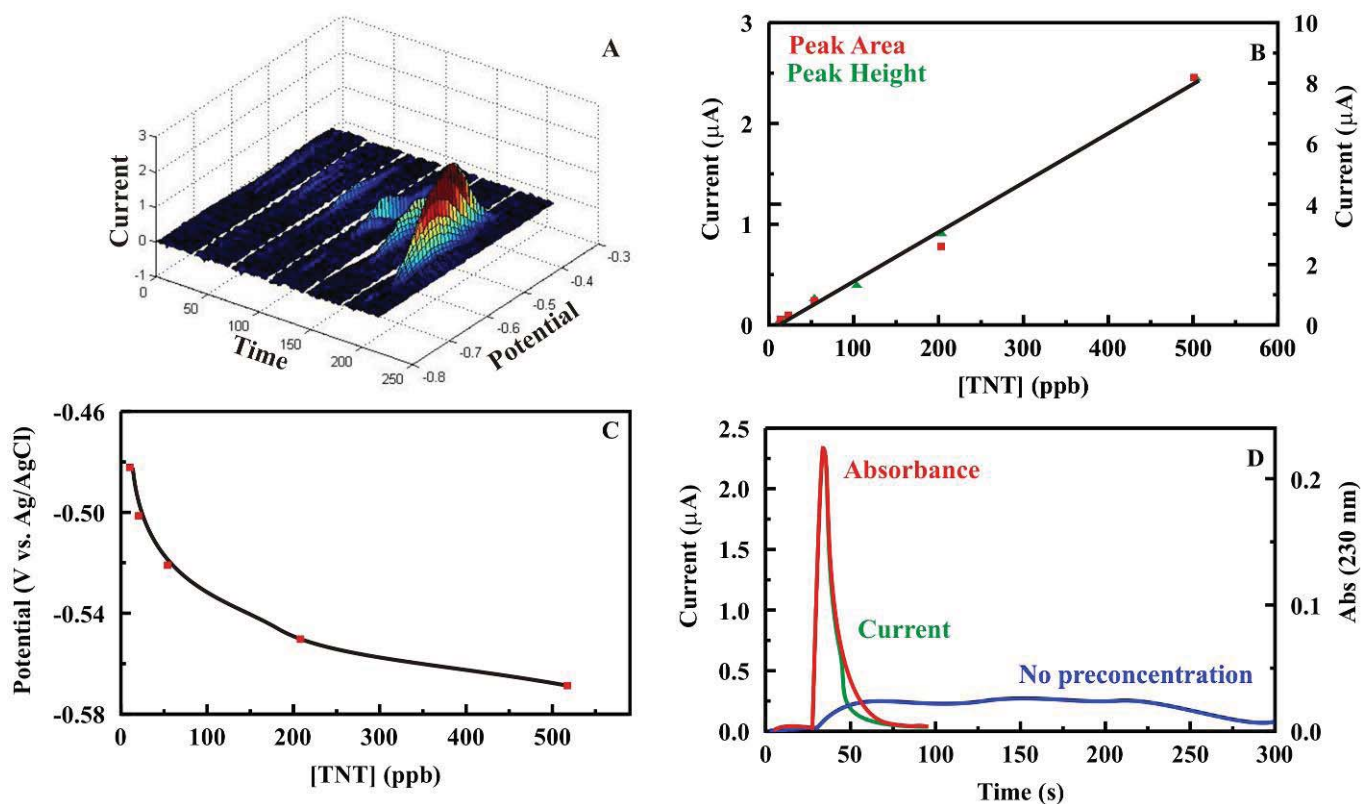 A
Current
3
2
1
0
-1
0
50
100
150
200
250
Time
-0.8
-0.7
-0.6
-0.5
-0.4
-0.3
Potential
B
Peak Area
Peak Height
Current (μA)
3
2
1
0
Current (μA)
10
8
6
4
2
0
0 100 200 300 400 500 600
[TNT] (ppb)
C
Potential (V vs. Ag/AgCl)
-0.46
-0.50
-0.54
-0.58
0 100 200 300 400 500
[TNT] (ppb)
D
Absorbance
Current
No preconcentration
Current (μA)
2.5
2.0
1.5
1.0
0.5
0.0
Abs (230 nm)
0.2
0.1
0.0
0 50 100 150 200 250 300
Time (s)